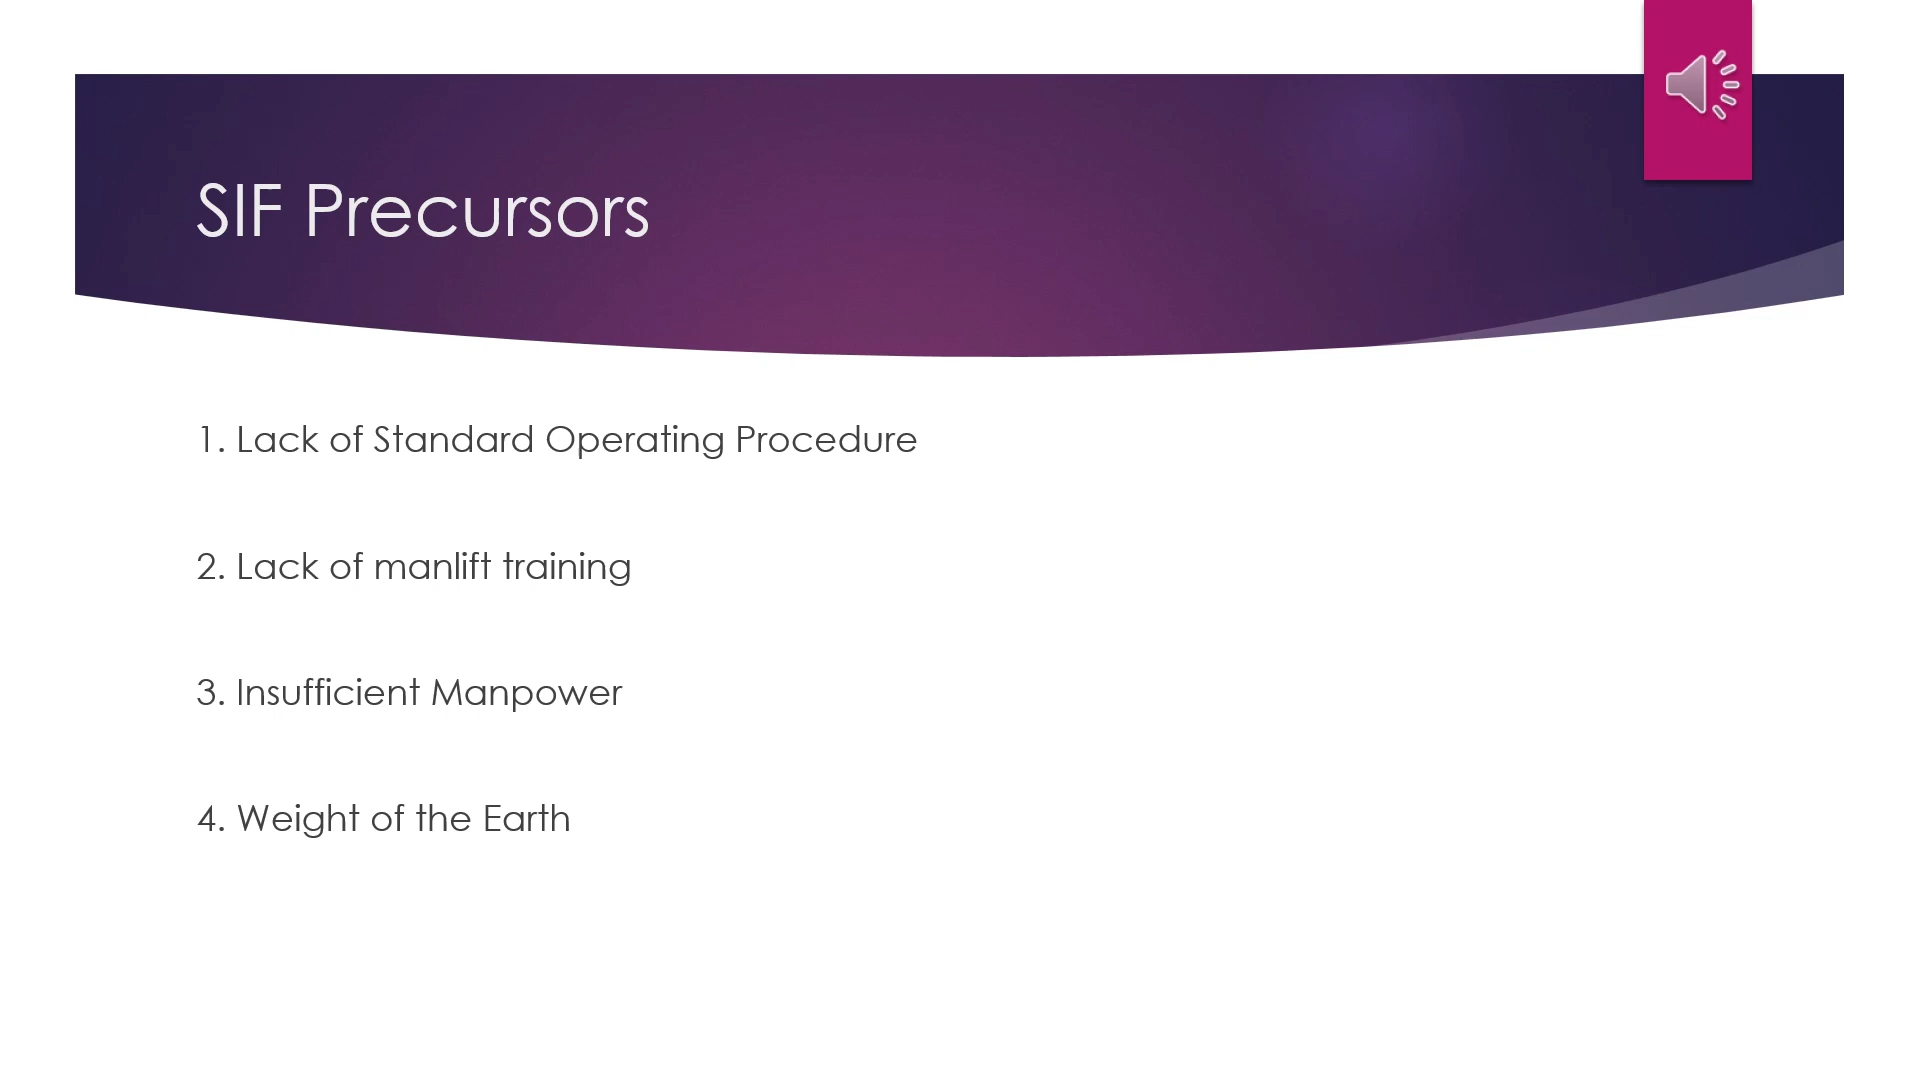 SIF Precursors
1. Lack of Standard Operating Procedure
2. Lack of manlift training
3. Insufficient Manpower
4. Weight of the Earth